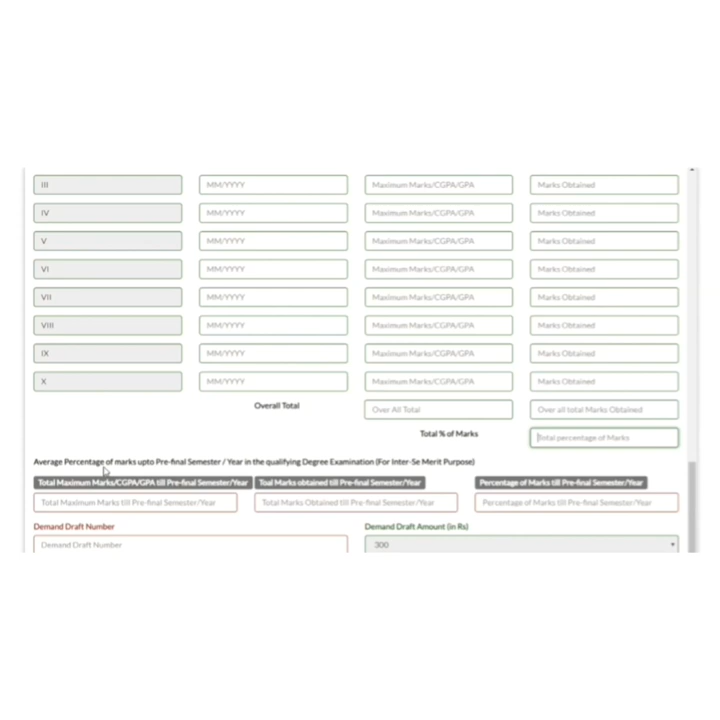 III MM/YYYY Maximum Marks/CGPA/GPA Marks Obtained
IV MM/YYYY Maximum Marks/CGPA/GPA Marks Obtained
V MM/YYYY Maximum Marks/CGPA/GPA Marks Obtained
VI MM/YYYY Maximum Marks/CGPA/GPA Marks Obtained
VII MM/YYYY Maximum Marks/CGPA/GPA Marks Obtained
VIII MM/YYYY Maximum Marks/CGPA/GPA Marks Obtained
IX MM/YYYY Maximum Marks/CGPA/GPA Marks Obtained
X MM/YYYY Maximum Marks/CGPA/GPA Marks Obtained
Overall Total Over All Total Over all total Marks Obtained
Total % of Marks Total percentage of Marks
Average Percentage of marks upto Pre-final Semester / Year in the qualifying Degree Examination (For Inter-Se Merit Purpose)
Total Maximum Marks/CGPA/GPA till Pre-final Semester/Year Toal Marks obtained till Pre-final Semester/Year Percentage of Marks till Pre-final Semester/Year
Total Maximum Marks till Pre-final Semester/Year Total Marks Obtained till Pre-final Semester/Year Percentage of Marks till Pre-final Semester/Year
Demand Draft Number Demand Draft Amount (in Rs)
Demand Draft Number 300